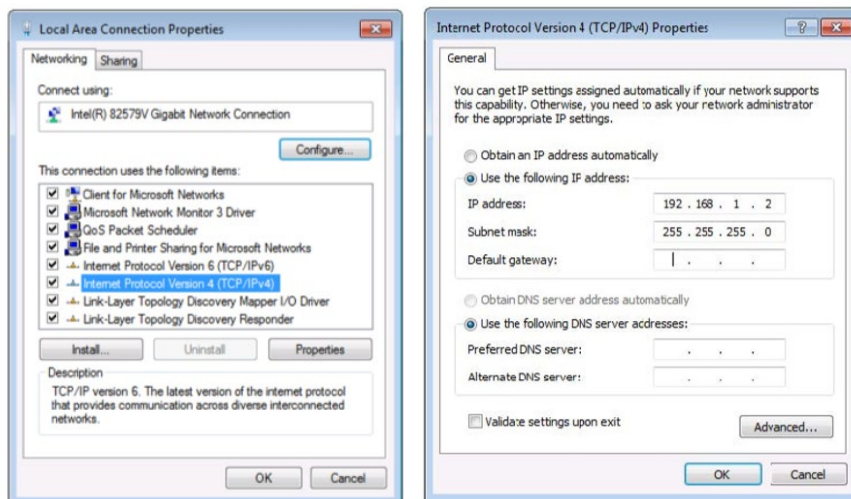 Local Area Connection Properties
Networking
Sharing
Connect using:
Intel(R) 82579V Gigabit Network Connection
Configure...
This connection uses the following items:
Client for Microsoft Networks
Microsoft Network Monitor 3 Driver
QoS Packet Scheduler
File and Printer Sharing for Microsoft Networks
Internet Protocol Version 6 (TCP/IPv6)
Internet Protocol Version 4 (TCP/IPv4)
Link-Layer Topology Discovery Mapper I/O Driver
Link-Layer Topology Discovery Responder
Install...
Uninstall
Properties
Description
TCP/IP version 6. The latest version of the internet protocol
that provides communication across diverse interconnected
networks.
OK
Cancel
Internet Protocol Version 4 (TCP/IPv4) Properties
General
You can get IP settings assigned automatically if your network supports
this capability. Otherwise, you need to ask your network administrator
for the appropriate IP settings.
Obtain an IP address automatically
Use the following IP address:
IP address: 192 . 168 . 1 . 2
Subnet mask: 255 . 255 . 255 . 0
Default gateway: . . .
Obtain DNS server address automatically
Use the following DNS server addresses:
Preferred DNS server: . . .
Alternate DNS server: . . .
Validate settings upon exit
Advanced...
OK
Cancel